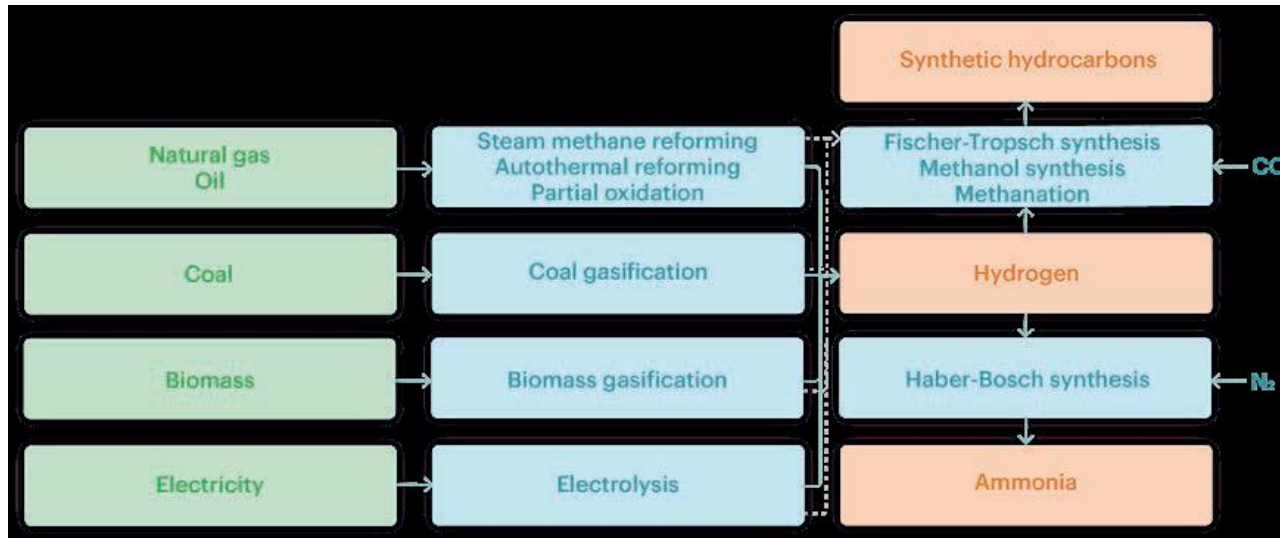 Synthetic hydrocarbons
Natural gas
Oil
Steam methane reforming
Autothermal reforming
Partial oxidation
Fischer-Tropsch synthesis
Methanol synthesis
Methanation
Coal
Coal gasification
Hydrogen
Biomass
Biomass gasification
Haber-Bosch synthesis
N₂
Electricity
Electrolysis
Ammonia